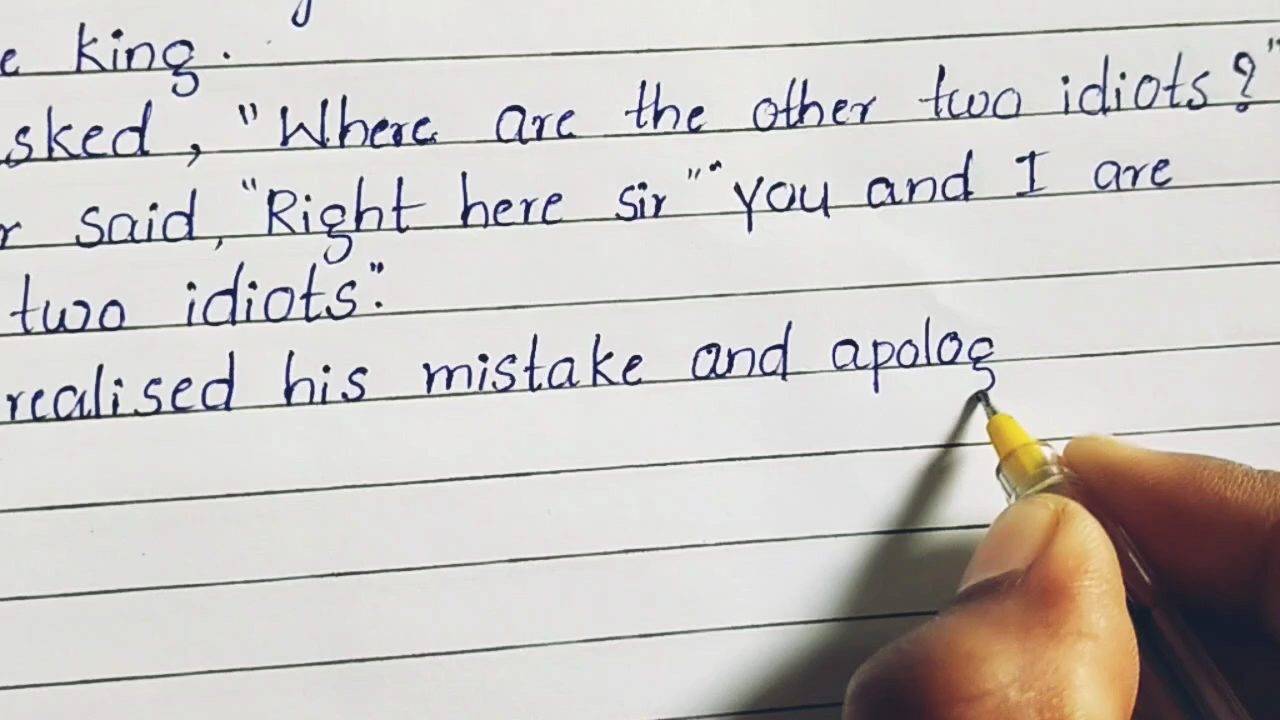 e king.
sked, "Where are the other two idiots?"
r said, "Right here sir" "You and I are
two idiots".
realised his mistake and apolog